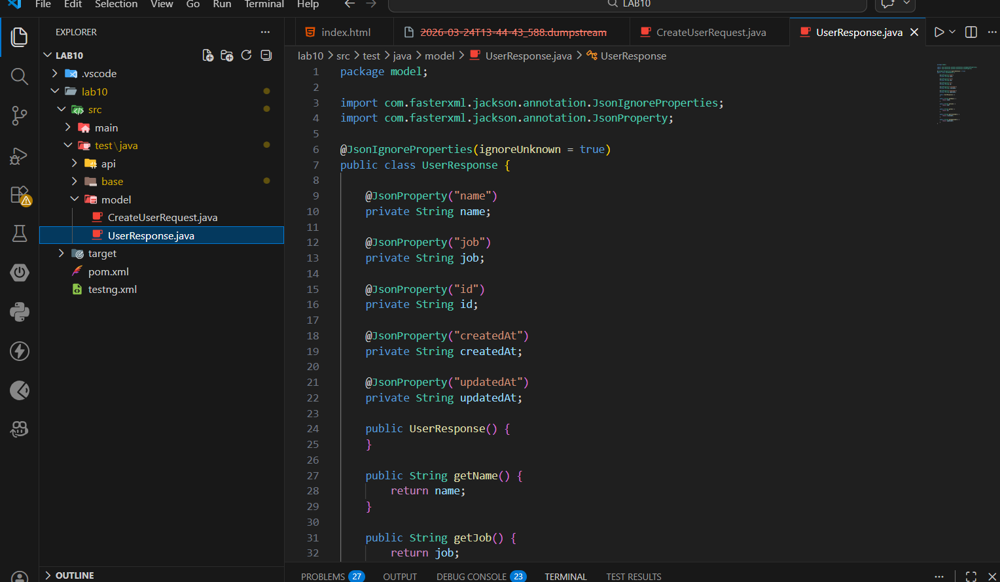 File Edit Selection View Go Run Terminal Help LAB10
EXPLORER
LAB10
.vscode
lab10
src
main
test\java
api
base
model
CreateUserRequest.java
UserResponse.java
target
pom.xml
testng.xml
OUTLINE
index.html 2026-03-24T13-44-43_588.dumpstream CreateUserRequest.java UserResponse.java
lab10 > src > test > java > model > UserResponse.java > UserResponse
1 package model;
2
3 import com.fasterxml.jackson.annotation.JsonIgnoreProperties;
4 import com.fasterxml.jackson.annotation.JsonProperty;
5
6 @JsonIgnoreProperties(ignoreUnknown = true)
7 public class UserResponse {
8
9 @JsonProperty("name")
10 private String name;
11
12 @JsonProperty("job")
13 private String job;
14
15 @JsonProperty("id")
16 private String id;
17
18 @JsonProperty("createdAt")
19 private String createdAt;
20
21 @JsonProperty("updatedAt")
22 private String updatedAt;
23
24 public UserResponse() {
25 }
26
27 public String getName() {
28 return name;
29 }
30
31 public String getJob() {
32 return job;
PROBLEMS 27 OUTPUT DEBUG CONSOLE 23 TERMINAL TEST RESULTS